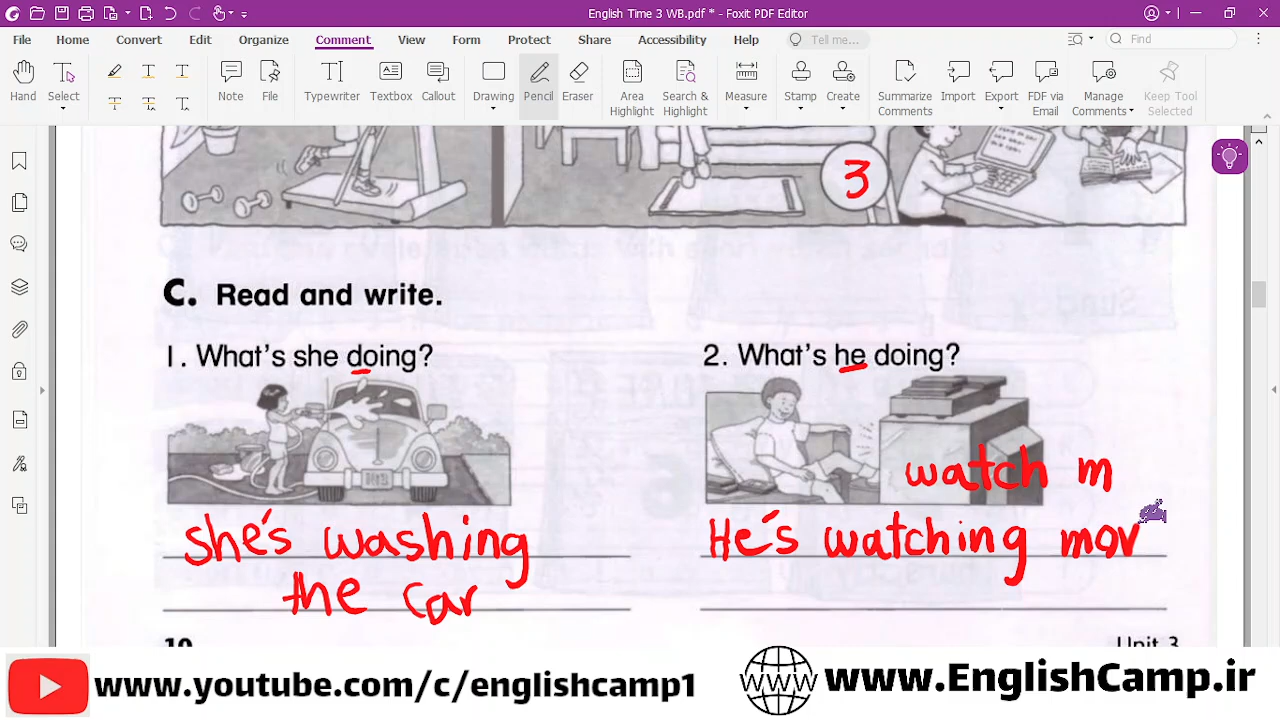 English Time 3 WB.pdf * - Foxit PDF Editor
File Home Convert Edit Organize Comment View Form Protect Share Accessibility Help Tell me... Find
Hand Select Note File Typewriter Textbox Callout Drawing Pencil Eraser Area Highlight Search & Highlight Measure Stamp Create Summarize Comments Import Export PDF via Email Manage Comments Keep Tool Selected
3
C. Read and write.
1. What's she doing?
2. What's he doing?
watch m
She's washing
the car
He's watching mov
10
Unit 3
www.youtube.com/c/englishcamp1
www
www.EnglishCamp.ir